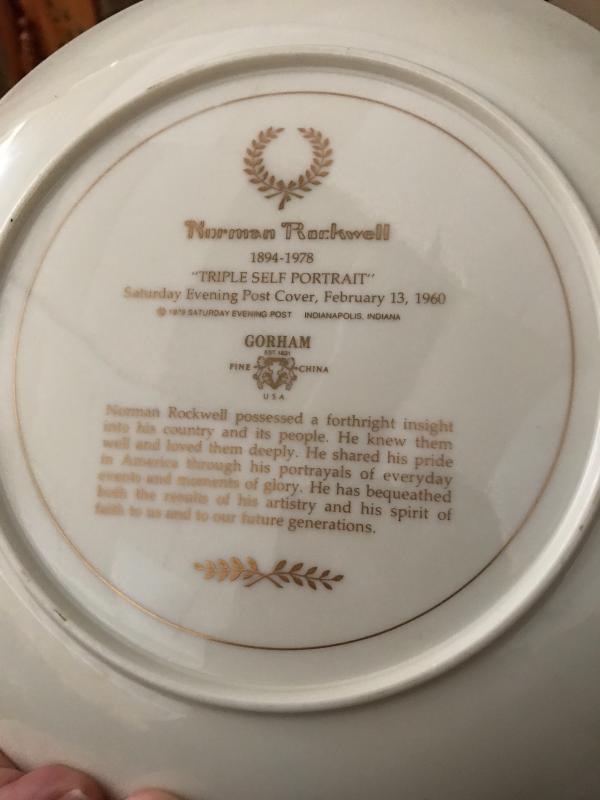 Norman Rockwell
1894-1978
"TRIPLE SELF PORTRAIT"
Saturday Evening Post Cover, February 13, 1960
© 1979 SATURDAY EVENING POST INDIANAPOLIS, INDIANA
GORHAM
EST. 1831
FINE CHINA
USA
Norman Rockwell possessed a forthright insight
into his country and its people. He knew them
well and loved them deeply. He shared his pride
in America through his portrayals of everyday
events and moments of glory. He has bequeathed
both the results of his artistry and his spirit of
faith to us and to our future generations.